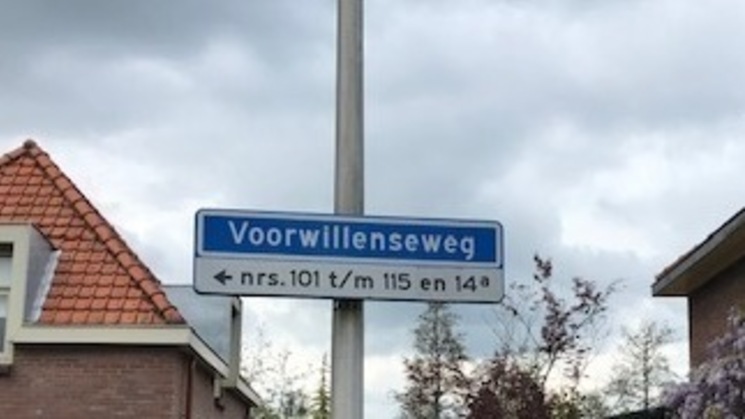 Voorwillenseweg
← nrs. 101 t/m 115 en 14ª